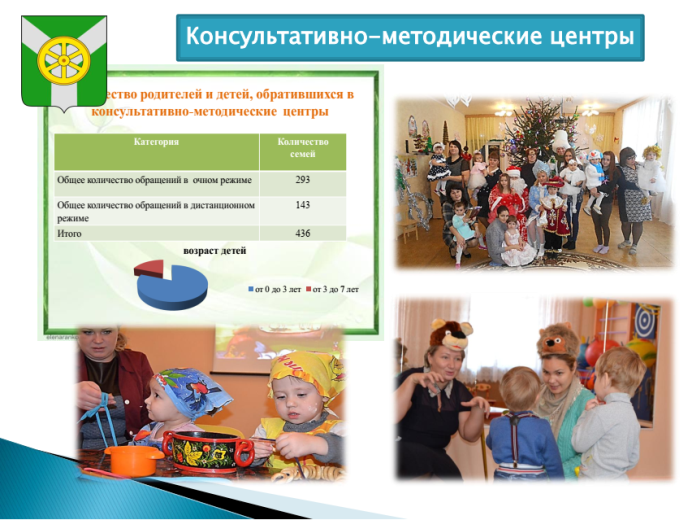 Консультативно-методические центры
родителей и детей, обратившихся в
консультативно-методические центры
Категория Количество
семей
Общее количество обращений в очном режиме 293
Общее количество обращений в дистанционном
режиме 143
Итого 436
возраст детей
от 0 до 3 лет от 3 до 7 лет